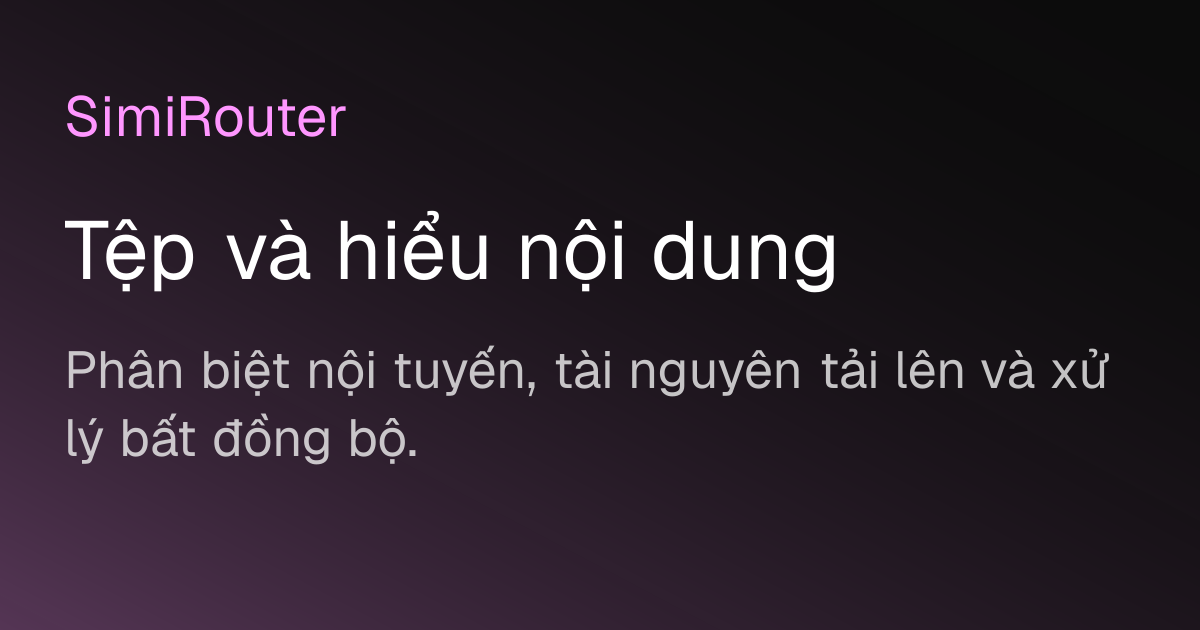 SimiRouter
Tệp và hiểu nội dung
Phân biệt nội tuyến, tài nguyên tải lên và xử
lý bất đồng bộ.